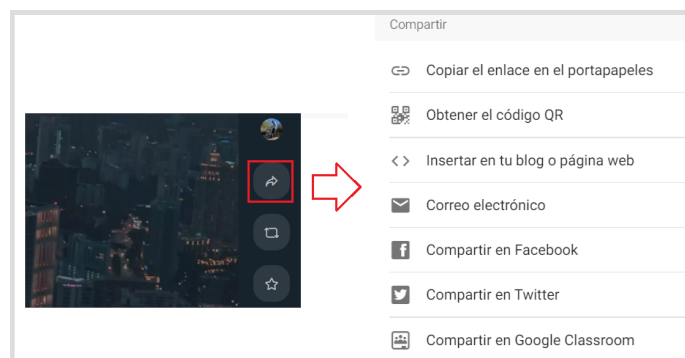 Compartir
Copiar el enlace en el portapapeles
Obtener el código QR
Insertar en tu blog o página web
Correo electrónico
Compartir en Facebook
Compartir en Twitter
Compartir en Google Classroom